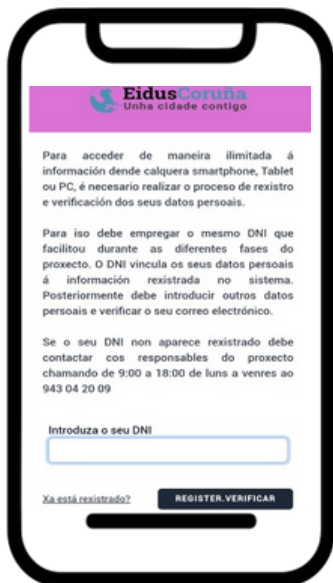 EidusCoruña
Unha cidade contigo
Para acceder de maneira ilimitada á
información dende calquera smartphone, Tablet
ou PC, é necesario realizar o proceso de rexistro
e verificación dos seus datos persoais.
Para iso debe empregar o mesmo DNI que
facilitou durante as diferentes fases do
proxecto. O DNI vincula os seus datos persoais
á información rexistrada no sistema.
Posteriormente debe introducir outros datos
persoais e verificar o seu correo electrónico.
Se o seu DNI non aparece rexistrado debe
contactar cos responsables do proxecto
chamando de 9:00 a 18:00 de luns a venres ao
943 04 20 09
Introduza o seu DNI
Xa está rexistrado?
REGISTER.VERIFICAR